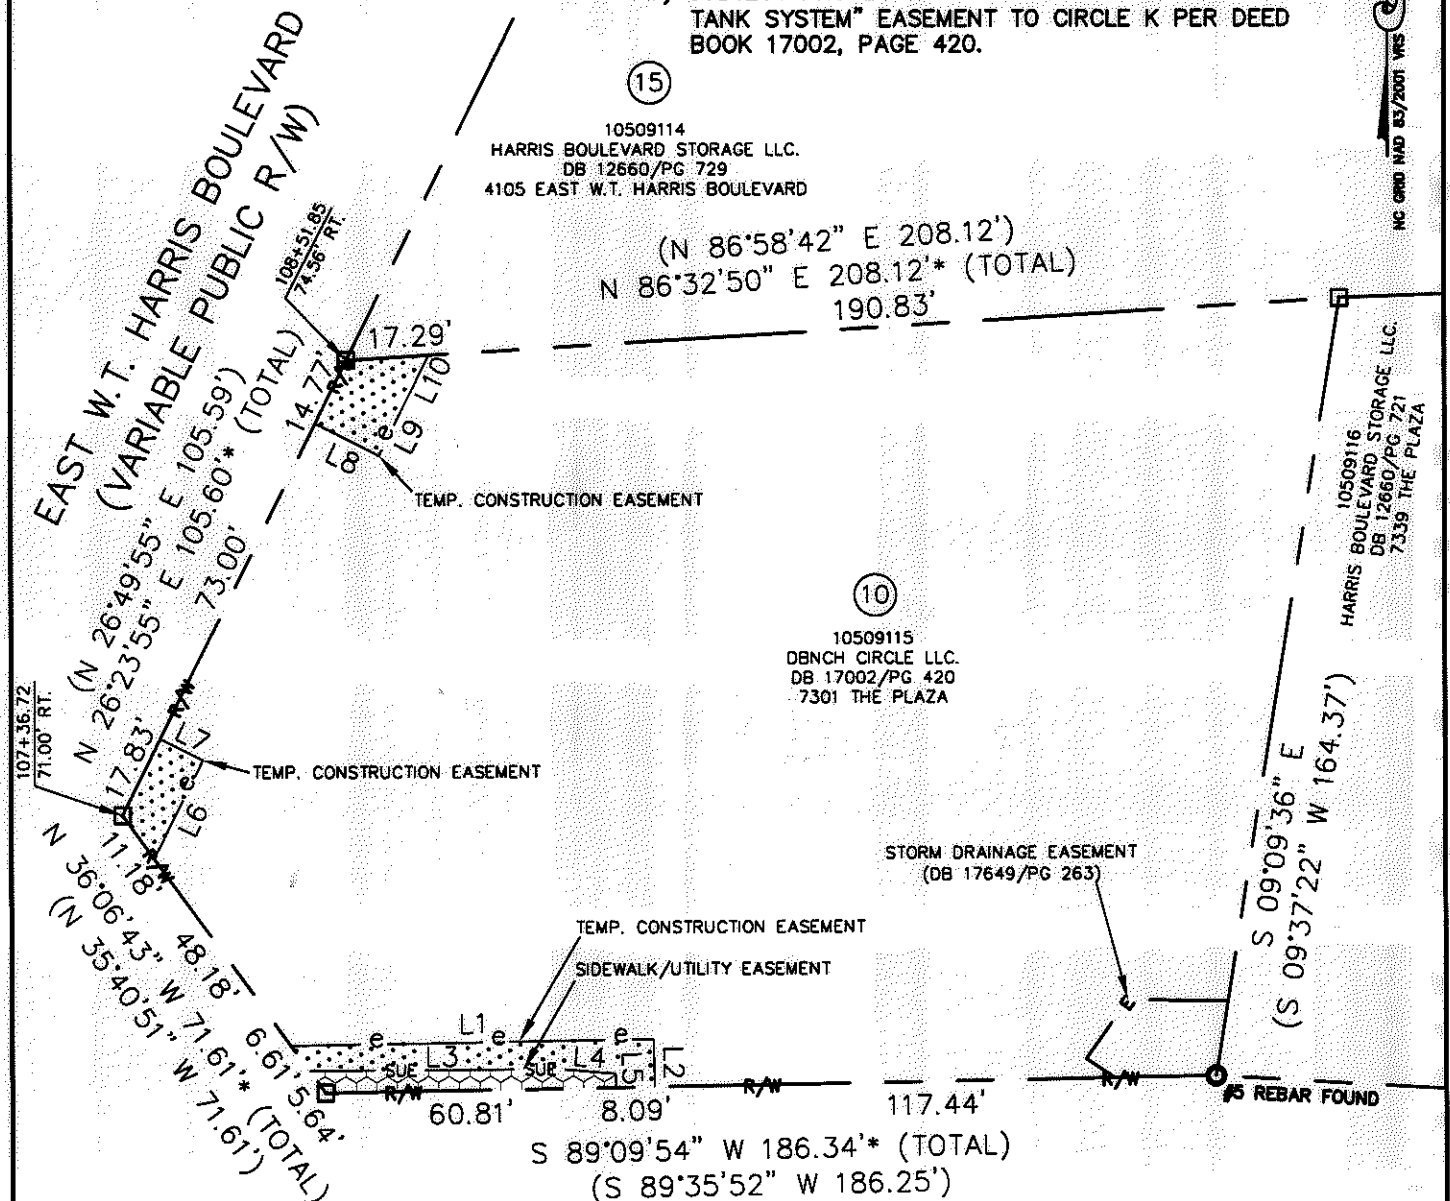 TANK SYSTEM" EASEMENT TO CIRCLE K PER DEED
BOOK 17002, PAGE 420.
NC GRID NAD 83/2001 VRS
EAST W.T. HARRIS BOULEVARD
(VARIABLE PUBLIC R/W)
15
10509114
HARRIS BOULEVARD STORAGE LLC.
DB 12660/PG 729
4105 EAST W.T. HARRIS BOULEVARD
108+51.85
74.56' RT.
(N 86°58'42" E 208.12')
N 86°32'50" E 208.12'* (TOTAL)
190.83'
17.29'
14.77'
R/W
L10
L9
e
L8
TEMP. CONSTRUCTION EASEMENT
(N 26°49'55" E 105.59')
N 26°23'55" E 105.60'* (TOTAL)
73.00'
10509116
HARRIS BOULEVARD STORAGE LLC.
DB 12660/PG 721
7339 THE PLAZA
10
10509115
DBNCH CIRCLE LLC.
DB 17002/PG 420
7301 THE PLAZA
107+36.72
71.00' RT.
R/W
17.83'
L7
e
L6
TEMP. CONSTRUCTION EASEMENT
11.18'
R/W
N 36°06'43" W 71.61'* (TOTAL)
(N 35°40'51" W 71.61')
48.18'
6.61'
5.64'
S 09°09'36" E
(S 09°37'22" W 164.37')
STORM DRAINAGE EASEMENT
(DB 17649/PG 263)
E
TEMP. CONSTRUCTION EASEMENT
SIDEWALK/UTILITY EASEMENT
e L1 e e
L3 L4 L5 L2
SUE SUE
R/W R/W R/W
#5 REBAR FOUND
60.81' 8.09' 117.44'
S 89°09'54" W 186.34'* (TOTAL)
(S 89°35'52" W 186.25')